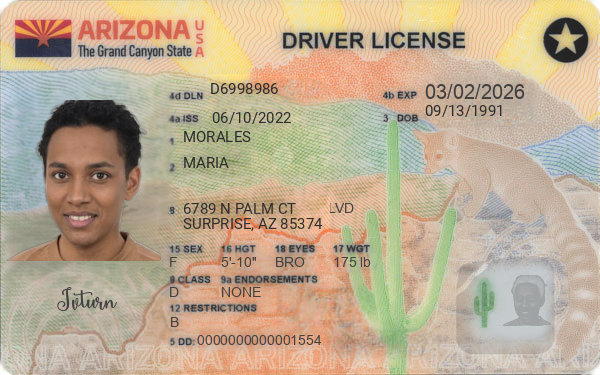 ARIZONA USA
The Grand Canyon State
DRIVER LICENSE
4d DLN D6998986
4b EXP 03/02/2026
4a ISS 06/10/2022
3 DOB 09/13/1991
1 MORALES
2 MARIA
8 6789 N PALM CT LVD
SURPRISE, AZ 85374
15 SEX 16 HGT 18 EYES 17 WGT
F 5'-10" BRO 175 lb
9 CLASS 9a ENDORSEMENTS
D NONE
12 RESTRICTIONS
B
5 DD: 0000000000001554
ARIZONA ARIZONA ARIZONA ARIZONA